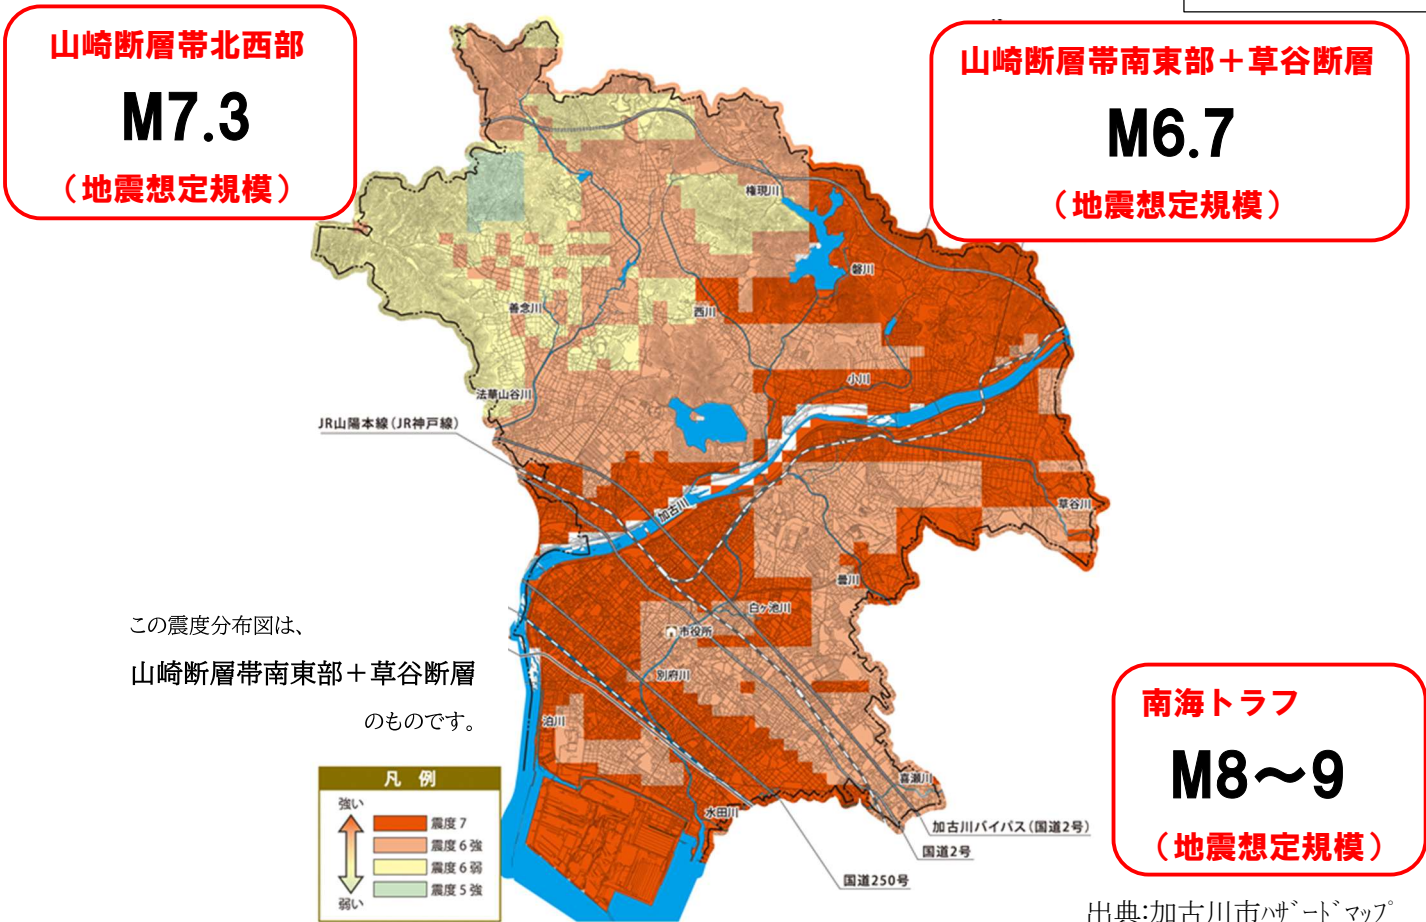 山崎断層帯北西部
M7.3
（地震想定規模）
山崎断層帯南東部＋草谷断層
M6.7
（地震想定規模）
権現川
磐川
善念川
西川
小川
法華山谷川
JR山陽本線(JR神戸線)
加古川
草谷川
曇川
白ヶ池川
市役所
別府川
泊川
喜瀬川
水田川
加古川バイパス(国道2号)
国道2号
国道250号
この震度分布図は、
山崎断層帯南東部＋草谷断層
のものです。
凡 例
強い
震度7
震度6強
震度6弱
震度5強
弱い
南海トラフ
M8～9
（地震想定規模）
出典:加古川市ﾊｻﾞｰﾄﾞﾏｯﾌﾟ